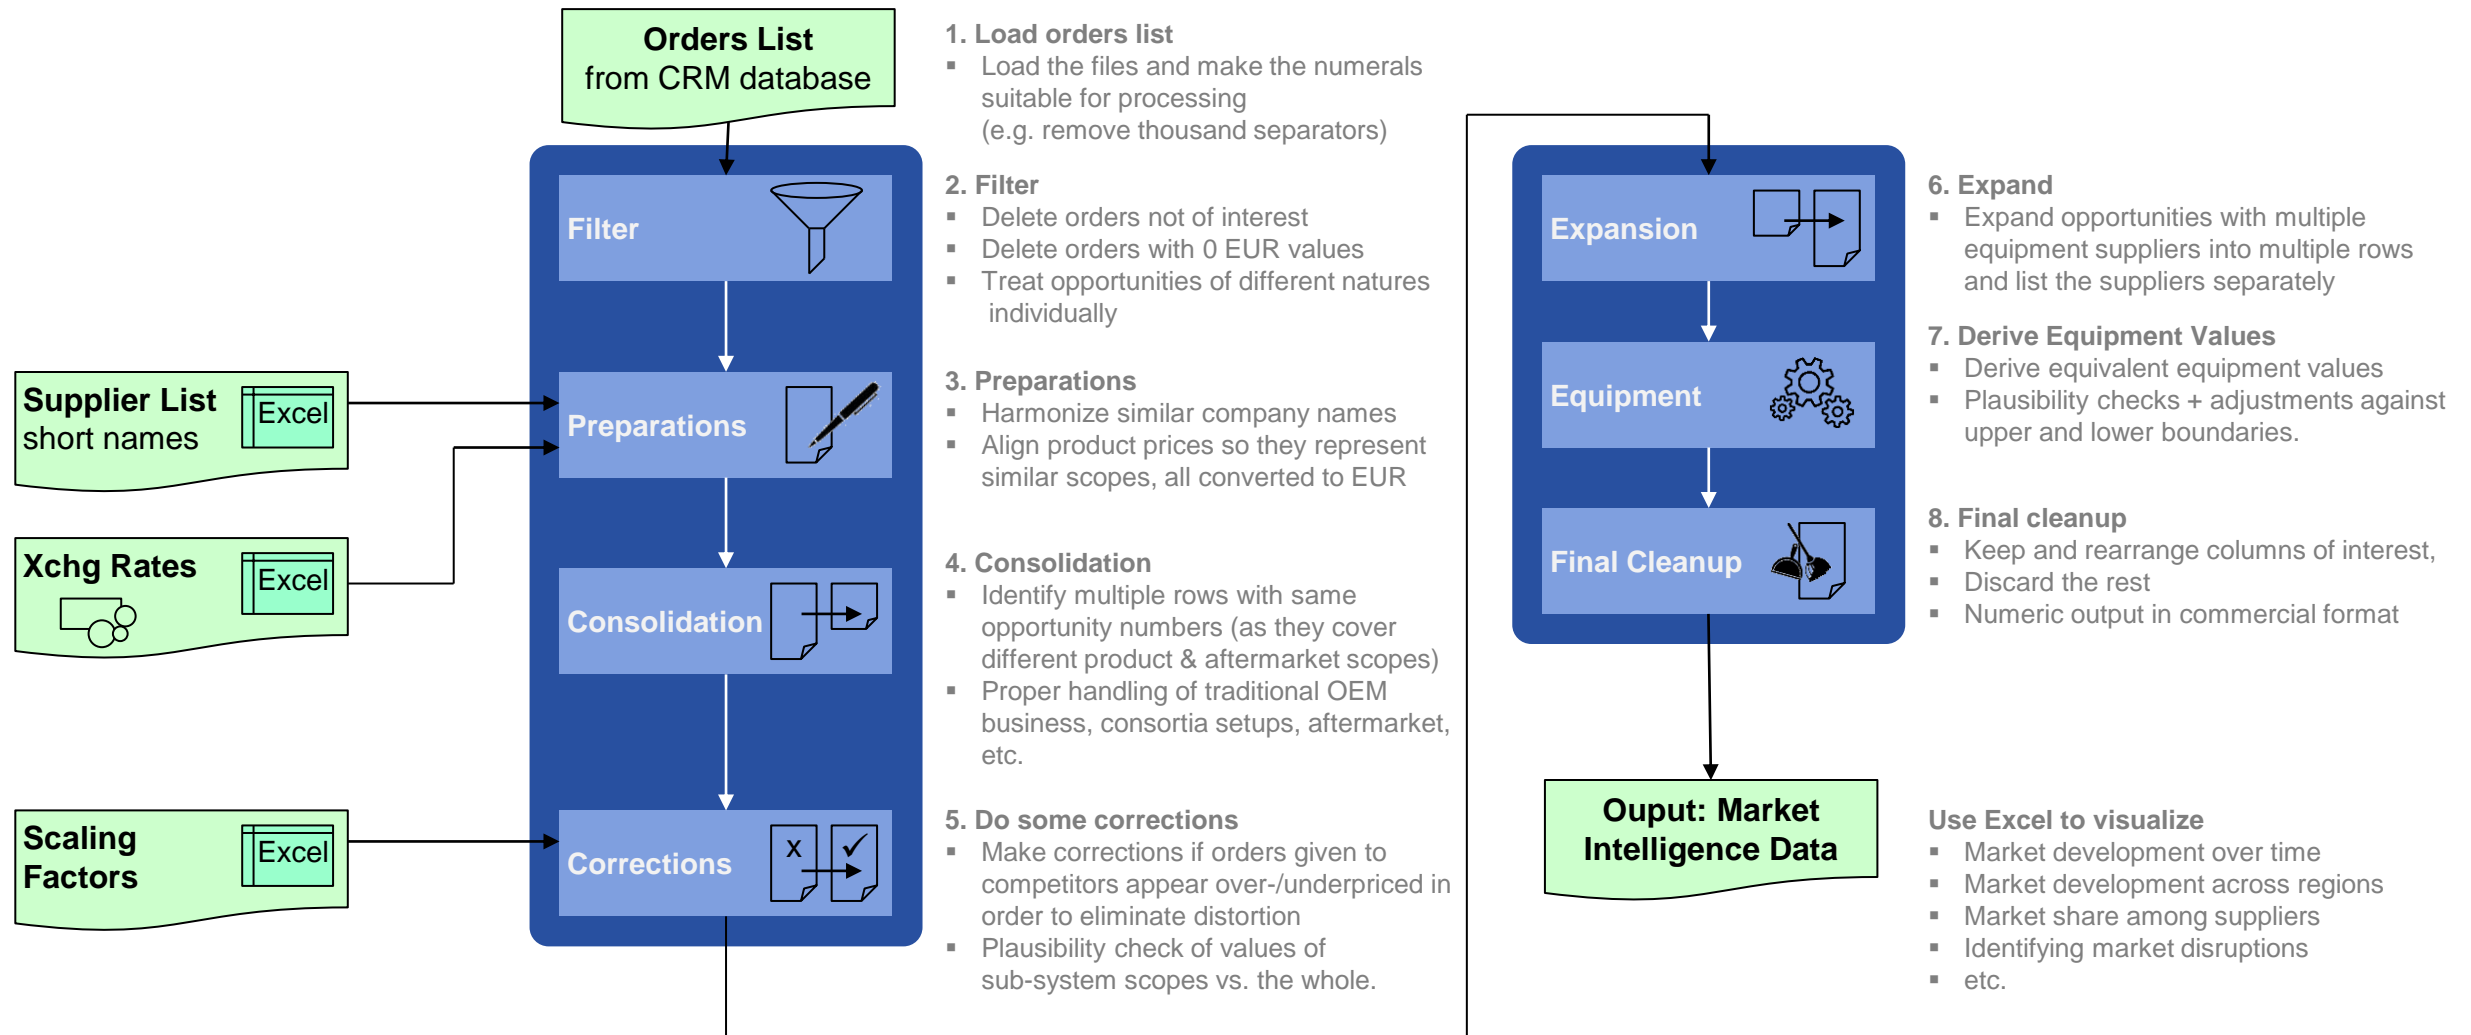 Orders List
from CRM database
1. Load orders list
▪ Load the files and make the numerals
suitable for processing
(e.g. remove thousand separators)
Filter
2. Filter
▪ Delete orders not of interest
▪ Delete orders with 0 EUR values
▪ Treat opportunities of different natures
individually
Supplier List
short names
Excel
Preparations
3. Preparations
▪ Harmonize similar company names
▪ Align product prices so they represent
similar scopes, all converted to EUR
Xchg Rates
Excel
Consolidation
4. Consolidation
▪ Identify multiple rows with same
opportunity numbers (as they cover
different product & aftermarket scopes)
▪ Proper handling of traditional OEM
business, consortia setups, aftermarket,
etc.
Scaling
Factors
Excel
Corrections
X ✓
5. Do some corrections
▪ Make corrections if orders given to
competitors appear over-/underpriced in
order to eliminate distortion
▪ Plausibility check of values of
sub-system scopes vs. the whole.
Expansion
6. Expand
▪ Expand opportunities with multiple
equipment suppliers into multiple rows
and list the suppliers separately
Equipment
7. Derive Equipment Values
▪ Derive equivalent equipment values
▪ Plausibility checks + adjustments against
upper and lower boundaries.
Final Cleanup
8. Final cleanup
▪ Keep and rearrange columns of interest,
▪ Discard the rest
▪ Numeric output in commercial format
Ouput: Market
Intelligence Data
Use Excel to visualize
▪ Market development over time
▪ Market development across regions
▪ Market share among suppliers
▪ Identifying market disruptions
▪ etc.